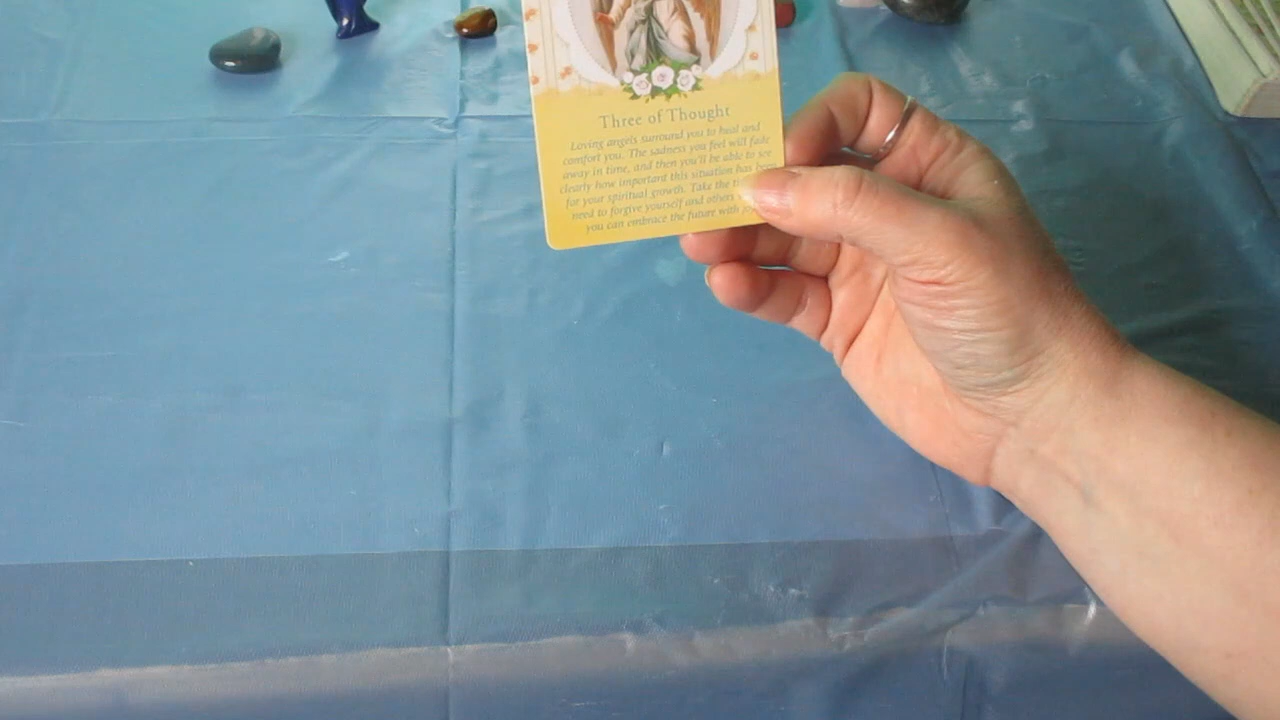 Three of Thought
Loving angels surround you to heal and
comfort you. The sadness you feel will fade
away in time, and then you'll be able to see
clearly how important this situation has been
for your spiritual growth. Take the
need to forgive yourself and others
you can embrace the future with